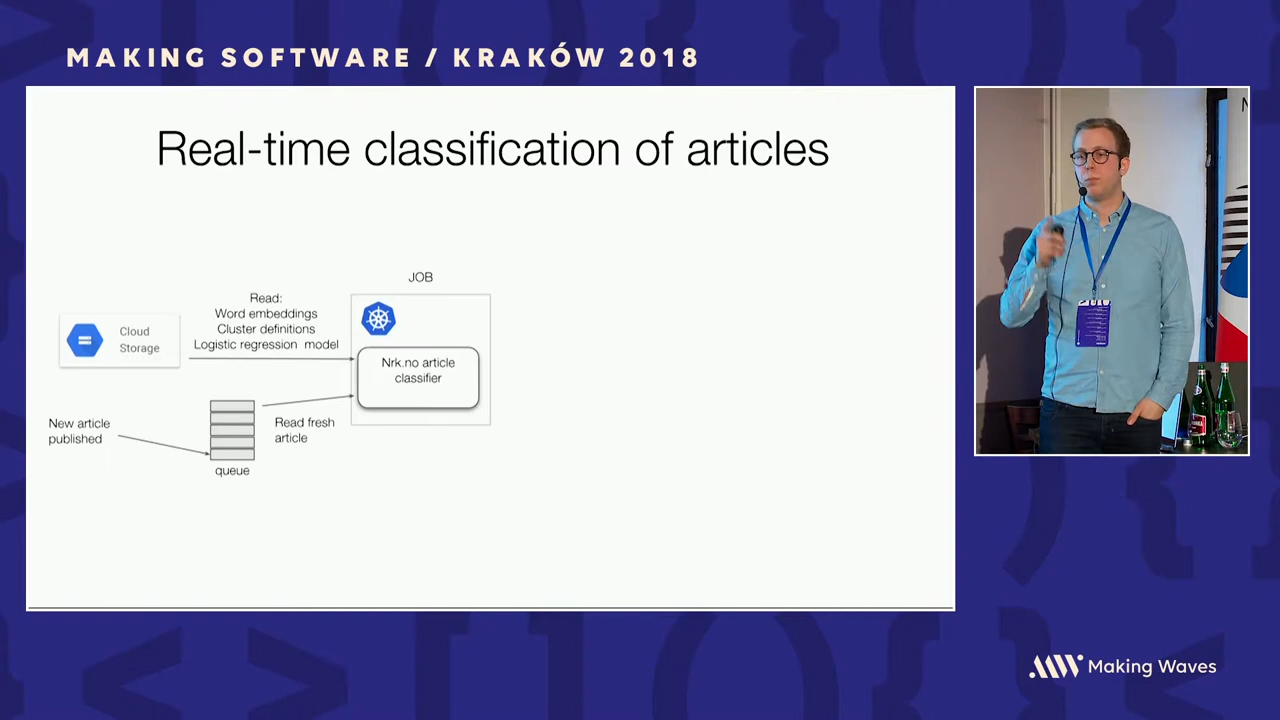 MAKING SOFTWARE / KRAKÓW 2018
Real-time classification of articles
JOB
Read:
Word embeddings
Cluster definitions
Logistic regression model
Cloud
Storage
Nrk.no article
classifier
New article
published
Read fresh
article
queue
Making Waves